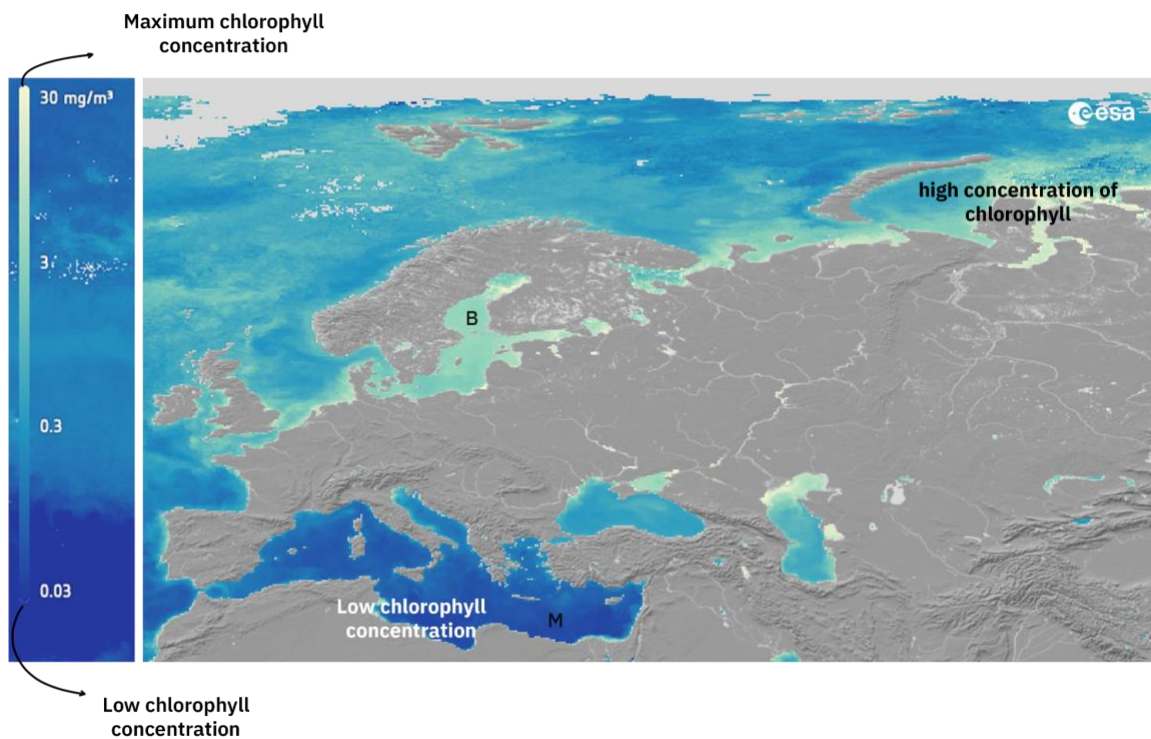 Maximum chlorophyll
concentration
30 mg/m³
esa
high concentration of
chlorophyll
3
B
0.3
0.03
Low chlorophyll
concentration
M
Low chlorophyll
concentration